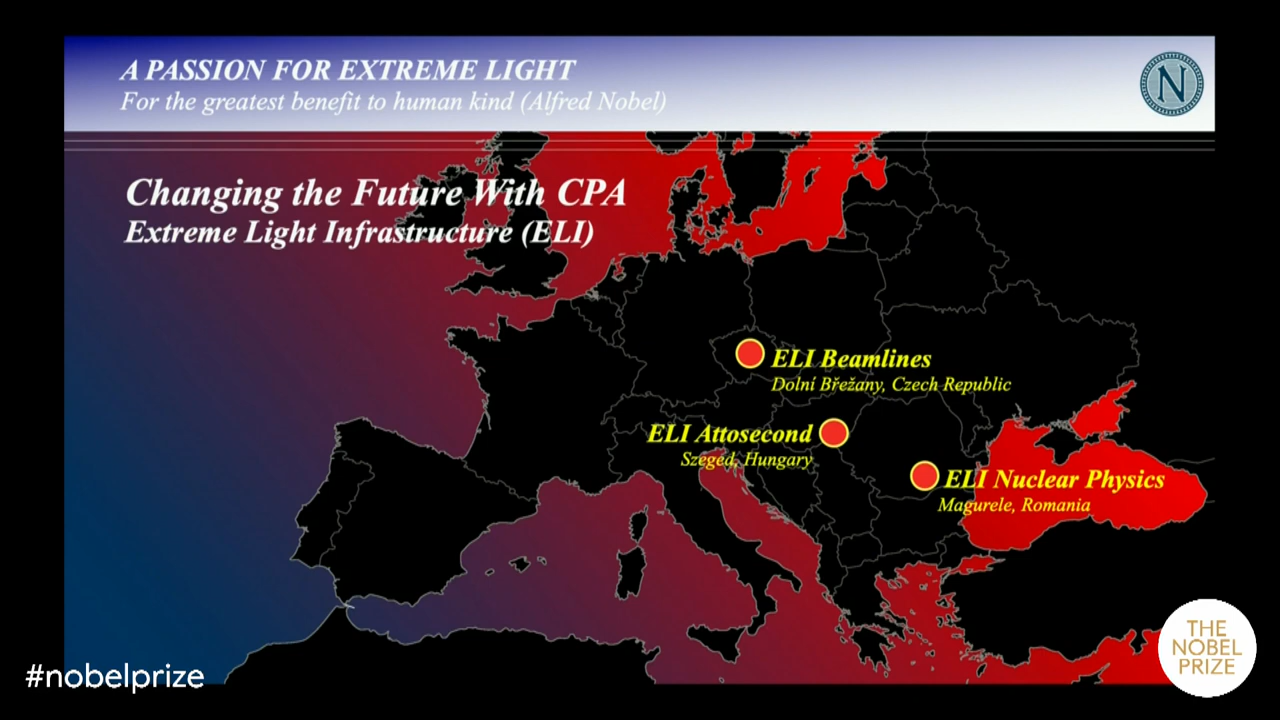 A PASSION FOR EXTREME LIGHT
For the greatest benefit to human kind (Alfred Nobel)
N
Changing the Future With CPA
Extreme Light Infrastructure (ELI)
ELI Beamlines
Dolní Břežany, Czech Republic
ELI Attosecond
Szeged, Hungary
ELI Nuclear Physics
Magurele, Romania
#nobelprize
THE
NOBEL
PRIZE